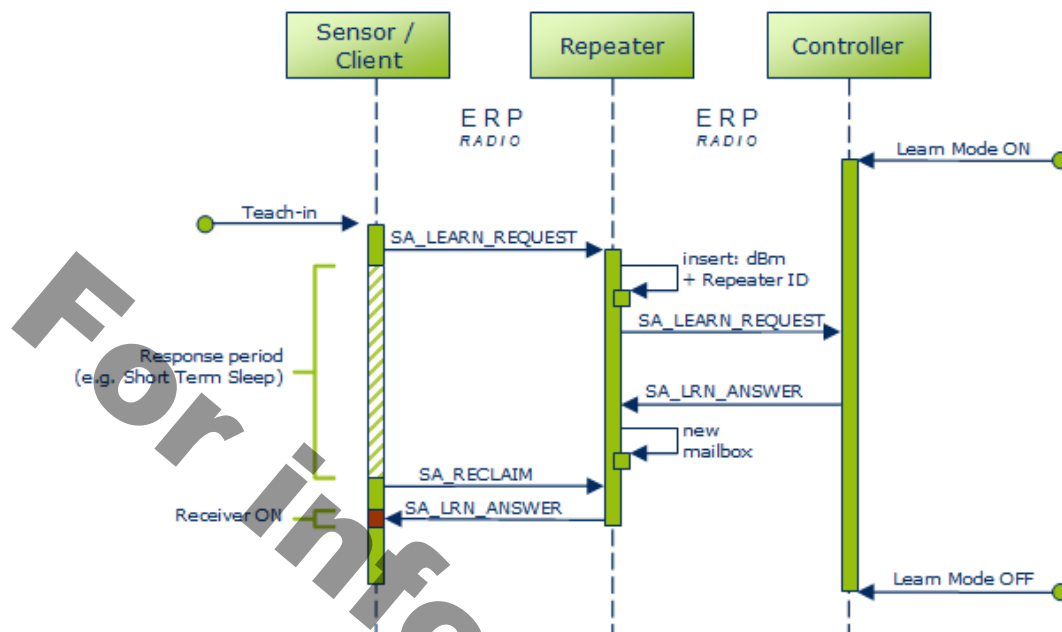 Sensor /
Client
Repeater
Controller
ERP
RADIO
ERP
RADIO
Learn Mode ON
Teach-in
SA_LEARN_REQUEST
insert: dBm
+ Repeater ID
SA_LEARN_REQUEST
Response period
(e.g. Short Term Sleep)
SA_LRN_ANSWER
new
mailbox
SA_RECLAIM
Receiver ON
SA_LRN_ANSWER
Learn Mode OFF
For info